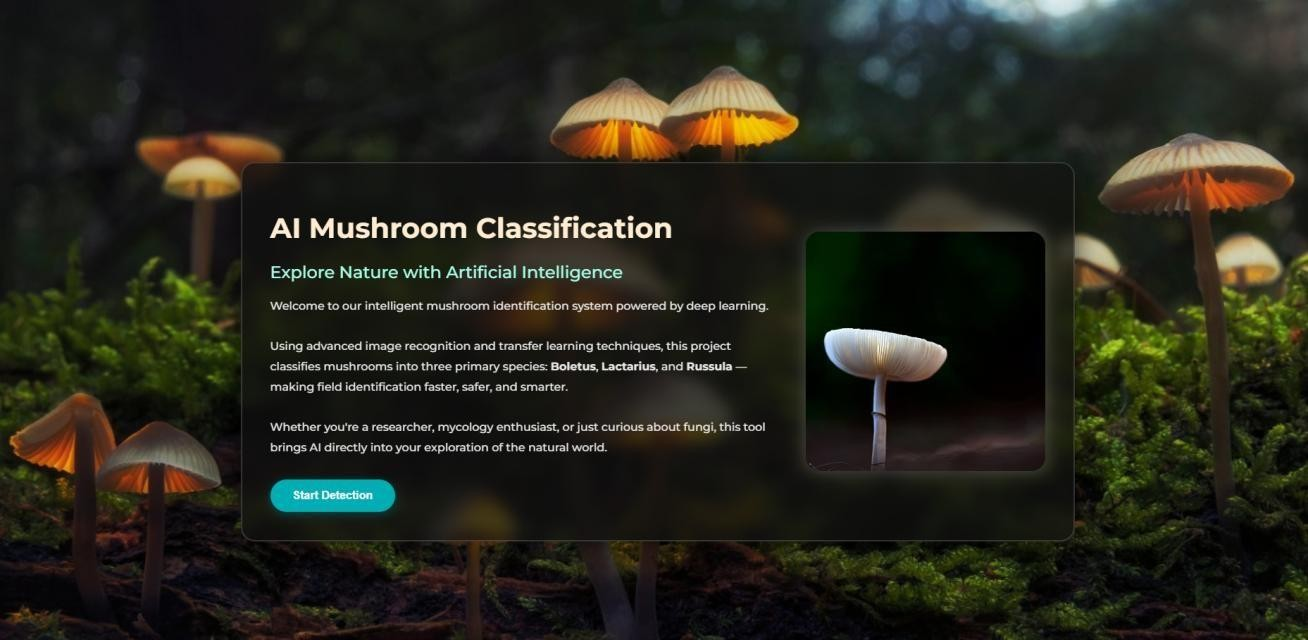 AI Mushroom Classification
Explore Nature with Artificial Intelligence
Welcome to our intelligent mushroom identification system powered by deep learning.
Using advanced image recognition and transfer learning techniques, this project
classifies mushrooms into three primary species: Boletus, Lactarius, and Russula —
making field identification faster, safer, and smarter.
Whether you're a researcher, mycology enthusiast, or just curious about fungi, this tool
brings AI directly into your exploration of the natural world.
Start Detection